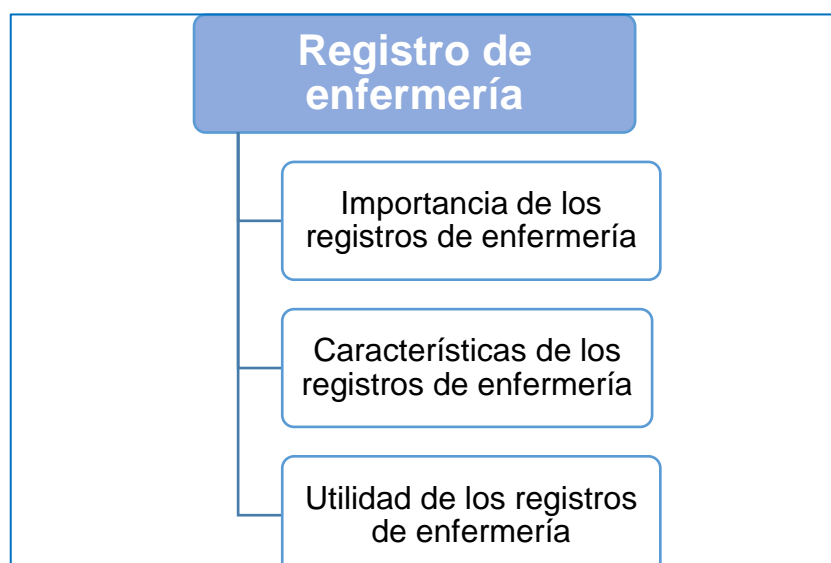 Registro de
enfermería
Importancia de los
registros de enfermería
Características de los
registros de enfermería
Utilidad de los registros
de enfermería